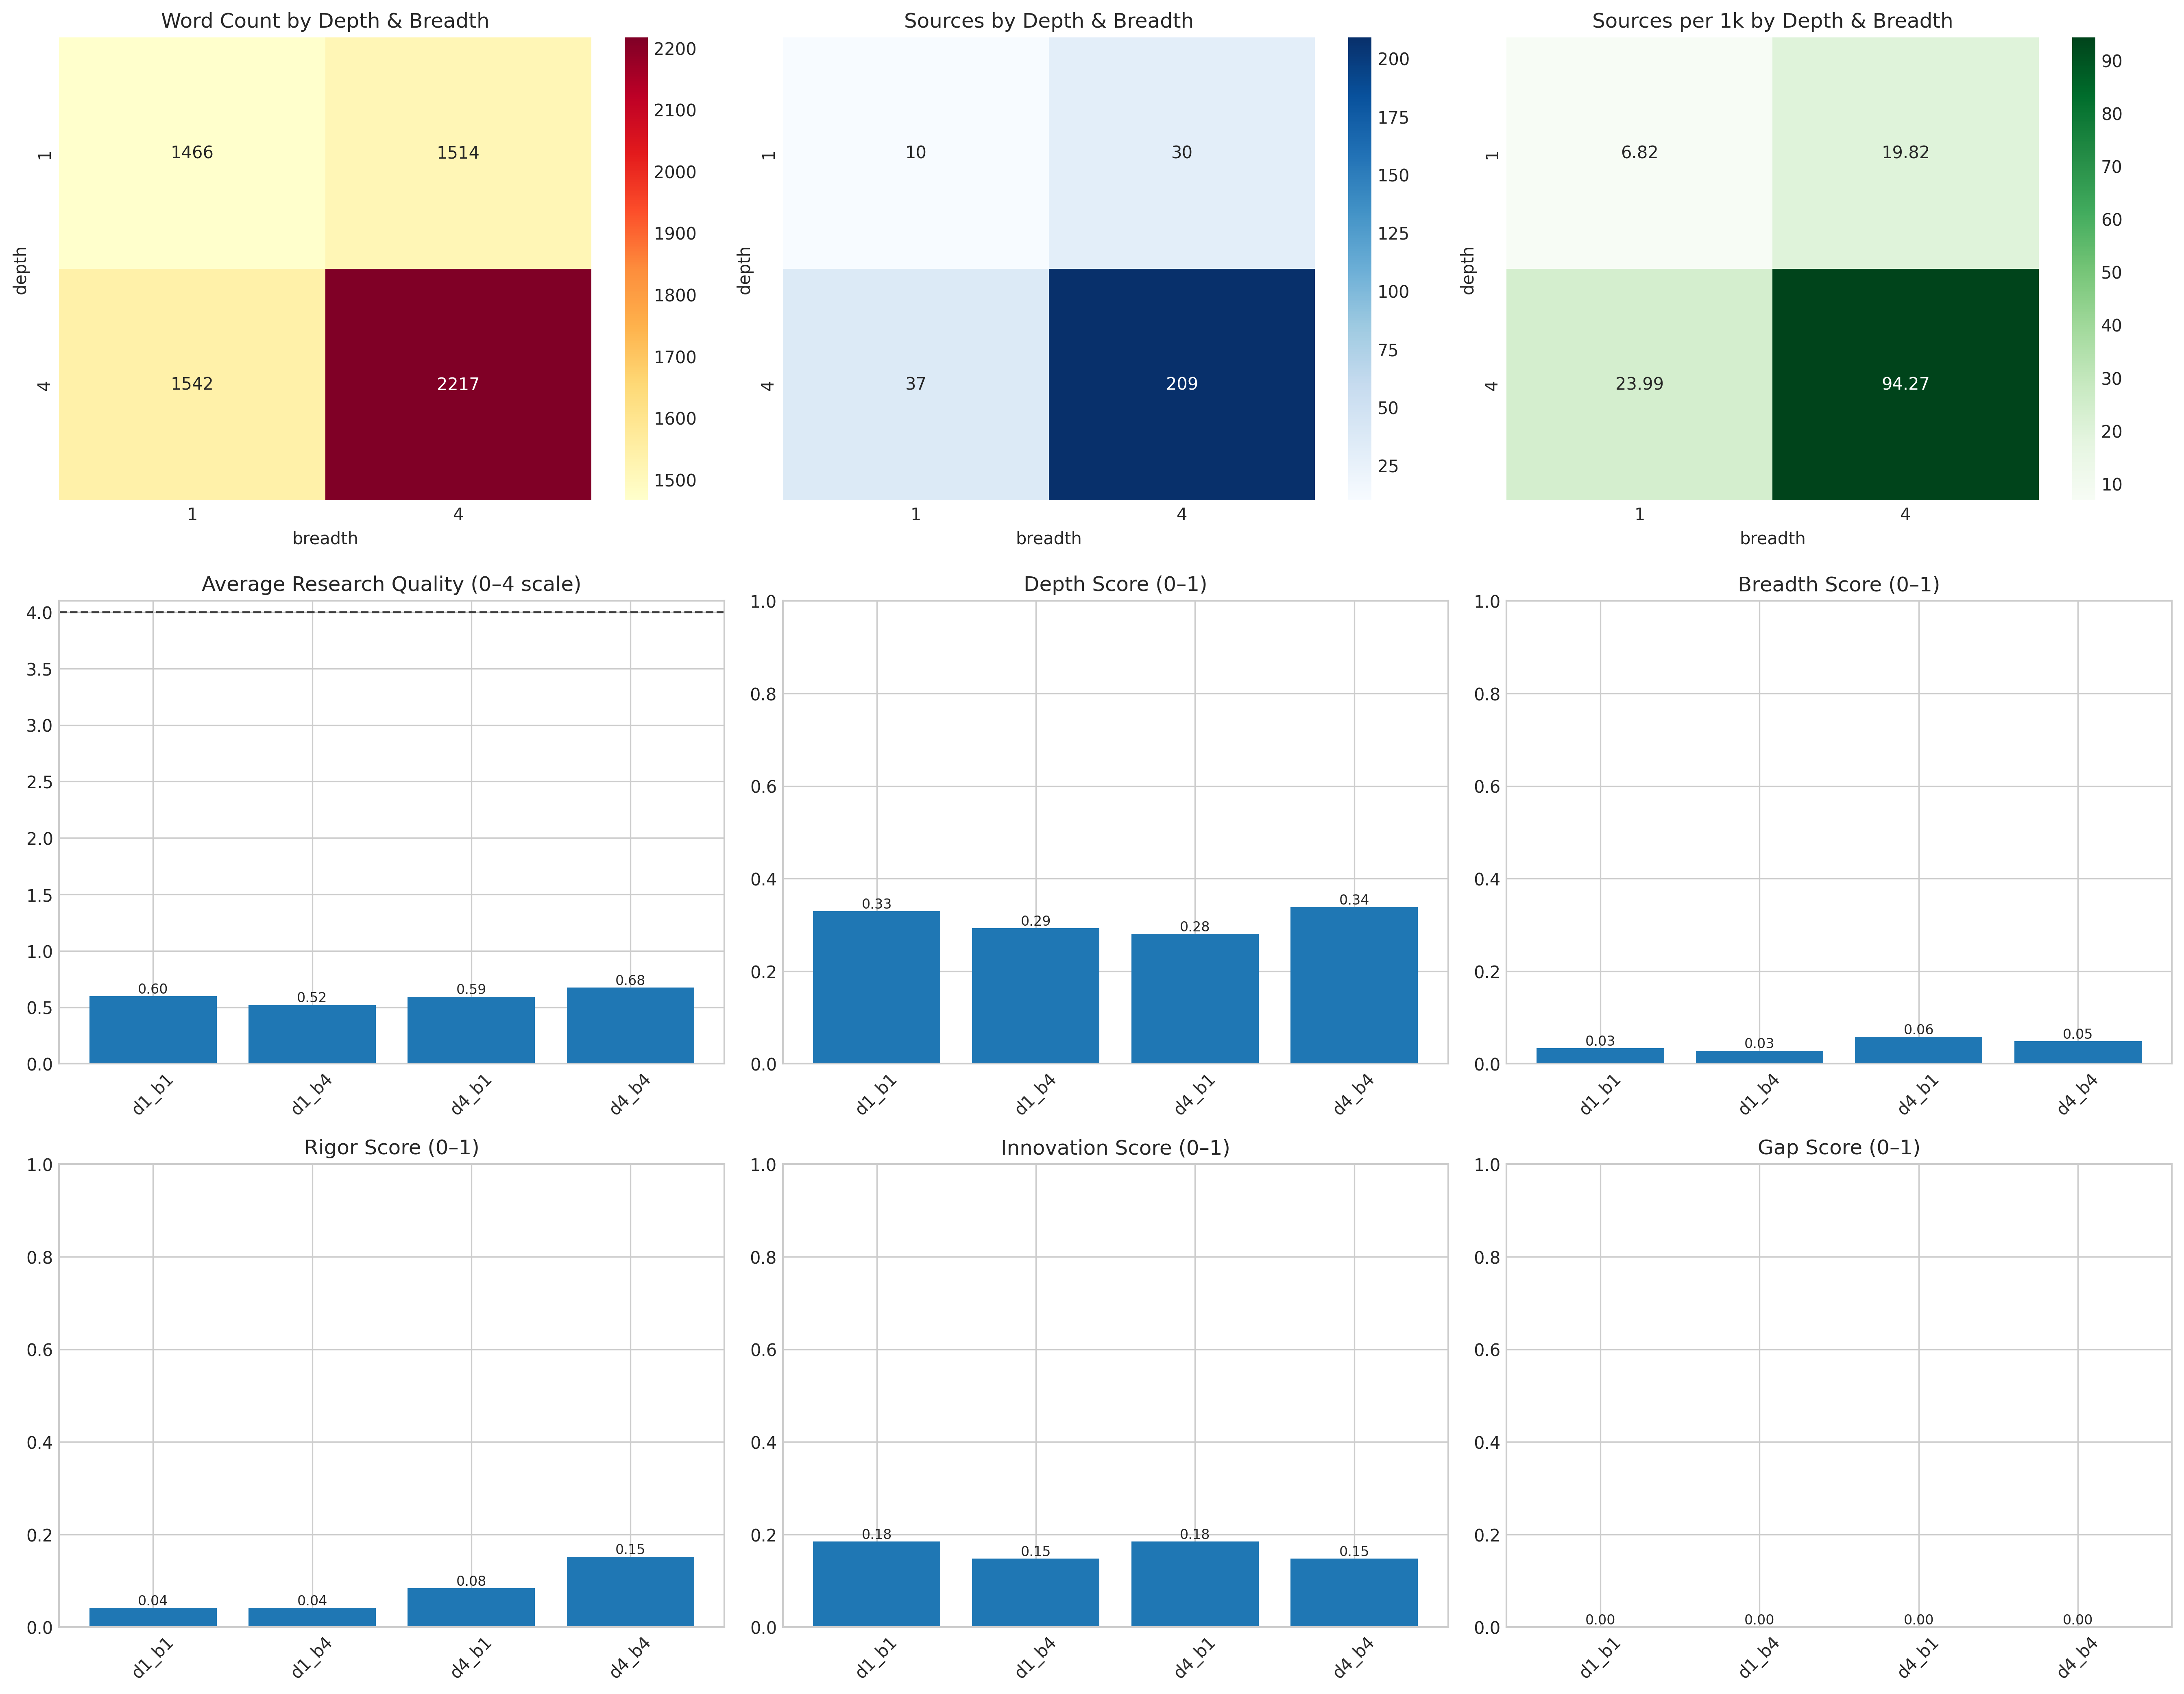 Word Count by Depth & Breadth
1466 1514
1542 2217
1
4
depth
1 4
breadth
2200
2100
2000
1900
1800
1700
1600
1500
Sources by Depth & Breadth
10 30
37 209
1
4
depth
1 4
breadth
200
175
150
125
100
75
50
25
Sources per 1k by Depth & Breadth
6.82 19.82
23.99 94.27
1
4
depth
1 4
breadth
90
80
70
60
50
40
30
20
10
Average Research Quality (0–4 scale)
4.0
3.5
3.0
2.5
2.0
1.5
1.0
0.5
0.0
0.60 0.52 0.59 0.68
d1_b1 d1_b4 d4_b1 d4_b4
Depth Score (0–1)
1.0
0.8
0.6
0.4
0.2
0.0
0.33 0.29 0.28 0.34
d1_b1 d1_b4 d4_b1 d4_b4
Breadth Score (0–1)
1.0
0.8
0.6
0.4
0.2
0.0
0.03 0.03 0.06 0.05
d1_b1 d1_b4 d4_b1 d4_b4
Rigor Score (0–1)
1.0
0.8
0.6
0.4
0.2
0.0
0.04 0.04 0.08 0.15
d1_b1 d1_b4 d4_b1 d4_b4
Innovation Score (0–1)
1.0
0.8
0.6
0.4
0.2
0.0
0.18 0.15 0.18 0.15
d1_b1 d1_b4 d4_b1 d4_b4
Gap Score (0–1)
1.0
0.8
0.6
0.4
0.2
0.0
0.00 0.00 0.00 0.00
d1_b1 d1_b4 d4_b1 d4_b4